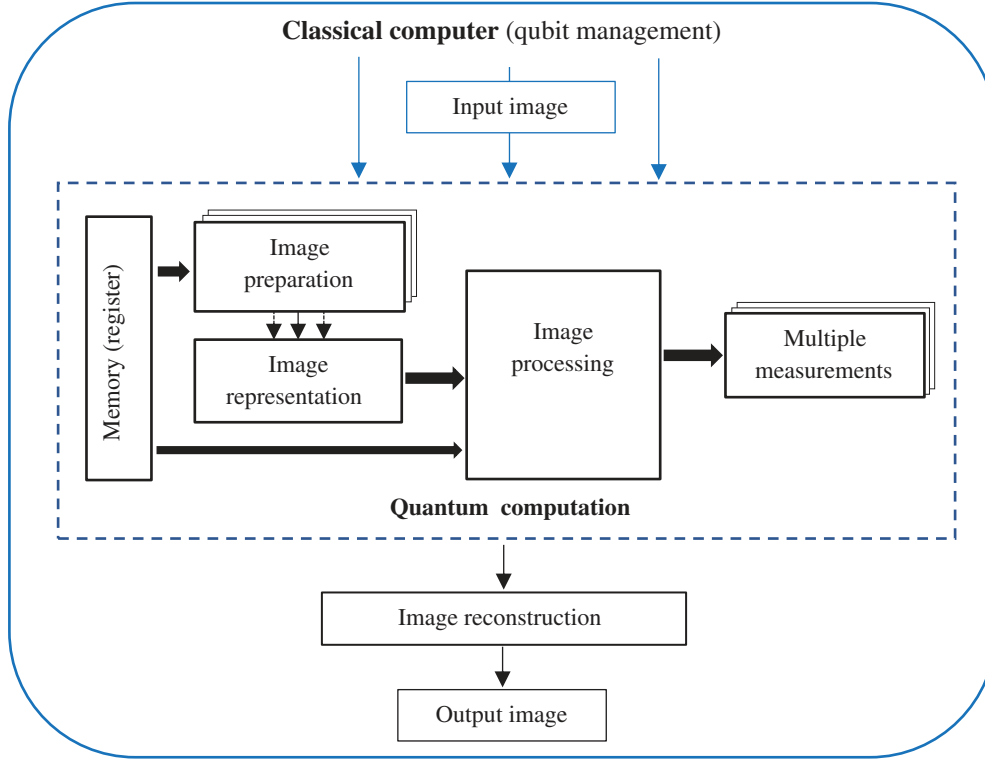 Classical computer (qubit management)
Input image
Memory (register)
Image
preparation
Image
representation
Image
processing
Multiple
measurements
Quantum computation
Image reconstruction
Output image